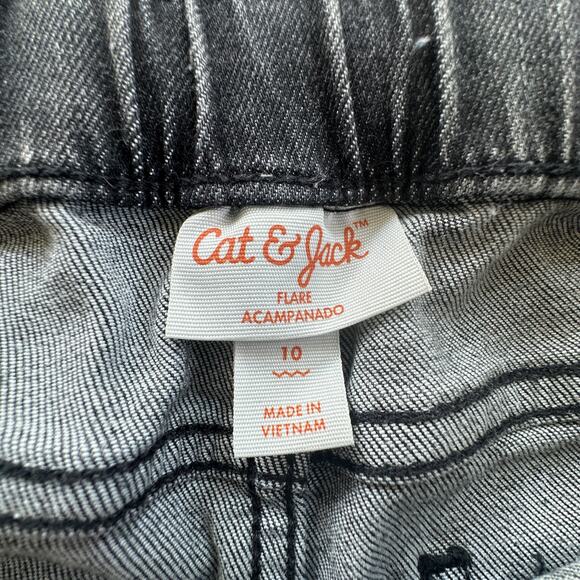 Cat & Jack™
FLARE
ACAMPANADO
10
MADE IN
VIETNAM